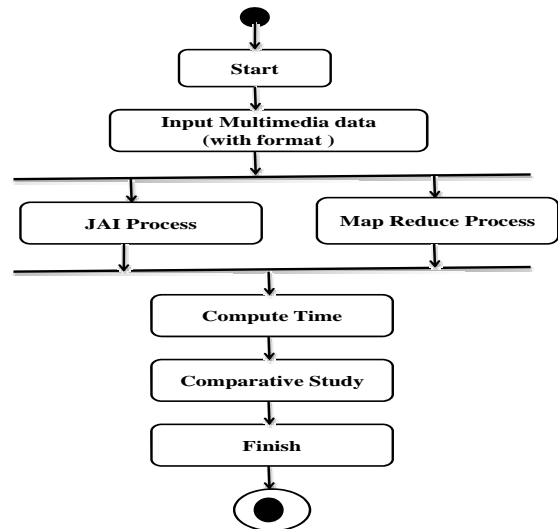 Start
Input Multimedia data
(with format )
JAI Process
Map Reduce Process
Compute Time
Comparative Study
Finish